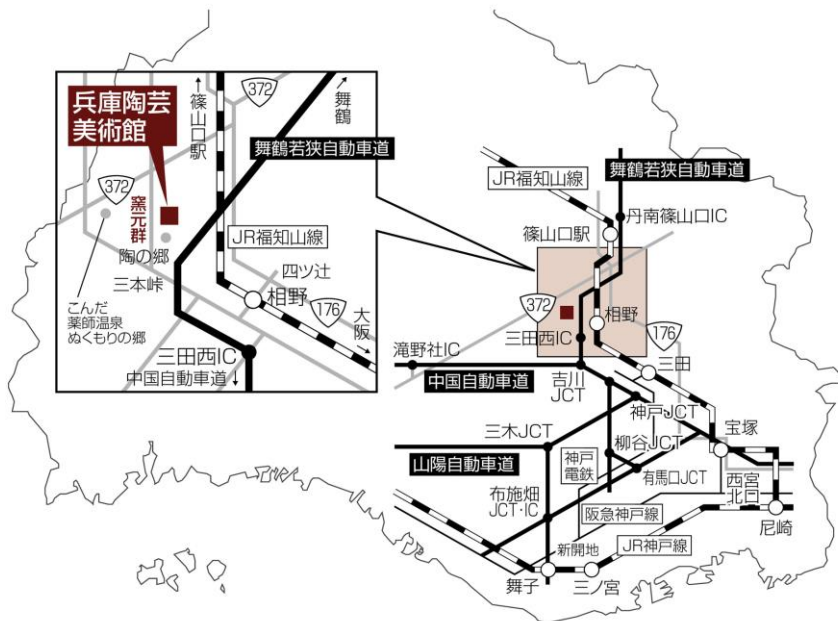 兵庫陶芸
美術館
↑篠山口駅
372
舞鶴
舞鶴若狭自動車道
372
窯元群
陶の郷
三本峠
JR福知山線
四ツ辻
相野
176
大阪
こんだ
薬師温泉
ぬくもりの郷
三田西IC
中国自動車道
JR福知山線
舞鶴若狭自動車道
丹南篠山口IC
篠山口駅
372
相野
176
三田西IC
滝野社IC
三田
中国自動車道
吉川
JCT
神戸JCT
三木JCT
柳谷JCT
宝塚
山陽自動車道
神戸
電鉄
有馬口JCT
西宮
北口
布施畑
JCT・IC
阪急神戸線
尼崎
新開地
JR神戸線
舞子
三ノ宮